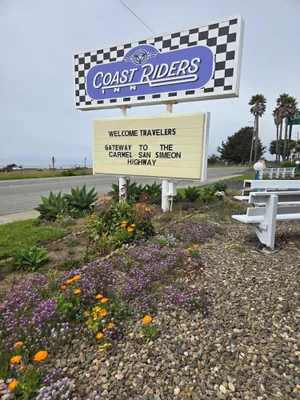 COAST RIDERS
INN
WELCOME TRAVELERS
GATEWAY TO THE
CARMEL SAN SIMEON
HIGHWAY